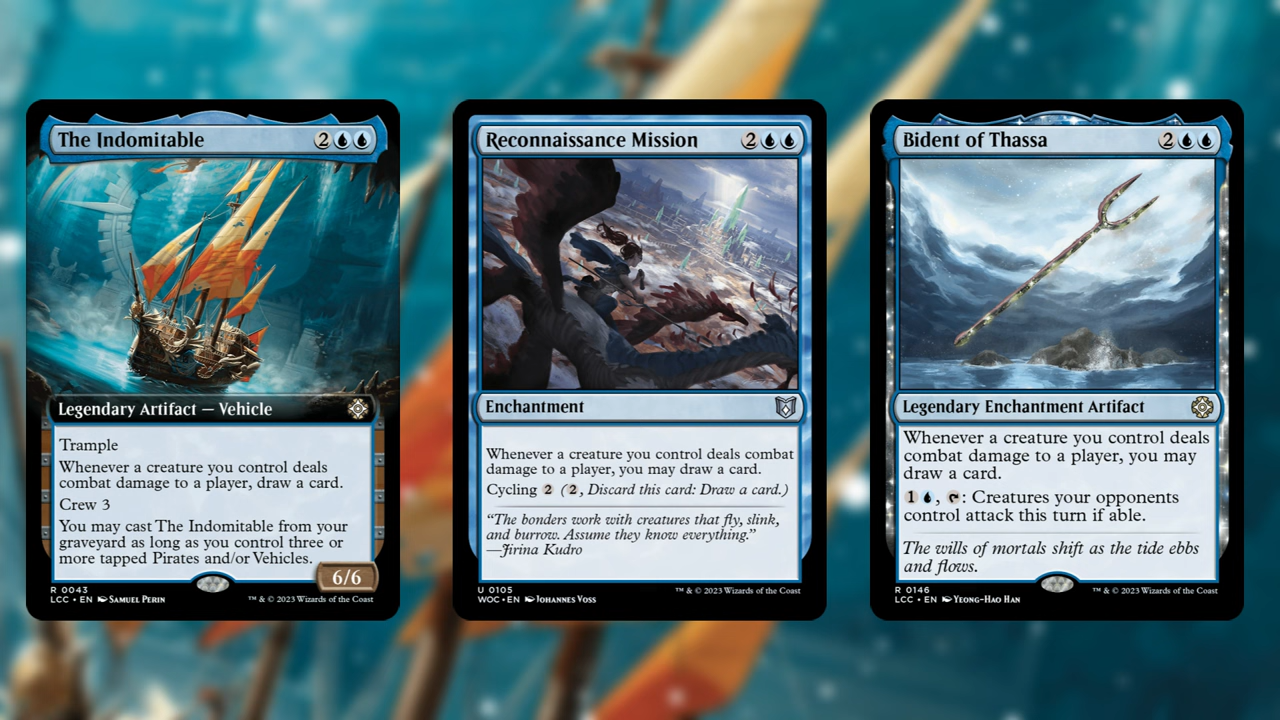 The Indomitable 2
Legendary Artifact — Vehicle
Trample
Whenever a creature you control deals
combat damage to a player, draw a card.
Crew 3
You may cast The Indomitable from your
graveyard as long as you control three or
more tapped Pirates and/or Vehicles.
6/6
R 0043
LCC • EN SAMUEL PERIN
™ & © 2023 Wizards of the Coast
Reconnaissance Mission 2
Enchantment
Whenever a creature you control deals combat
damage to a player, you may draw a card.
Cycling 2 (2, Discard this card: Draw a card.)
“The bonders work with creatures that fly, slink,
and burrow. Assume they know everything.”
—Jirina Kudro
U 0105
WOC • EN JOHANNES VOSS
™ & © 2023 Wizards of the Coast
Bident of Thassa 2
Legendary Enchantment Artifact
Whenever a creature you control deals
combat damage to a player, you may
draw a card.
1 , : Creatures your opponents
control attack this turn if able.
The wills of mortals shift as the tide ebbs
and flows.
R 0146
LCC • EN YEONG-HAO HAN
™ & © 2023 Wizards of the Coast